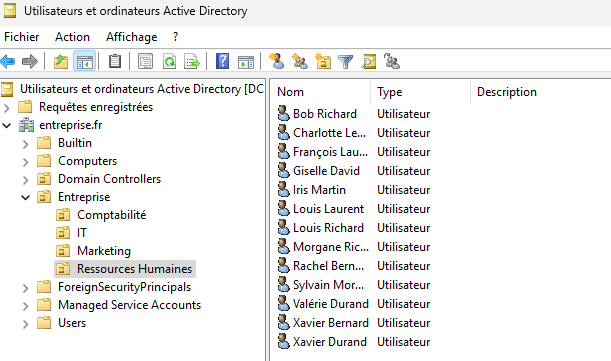 Utilisateurs et ordinateurs Active Directory
Fichier Action Affichage ?
Utilisateurs et ordinateurs Active Directory [DC
Requêtes enregistrées
entreprise.fr
Builtin
Computers
Domain Controllers
Entreprise
Comptabilité
IT
Marketing
Ressources Humaines
ForeignSecurityPrincipals
Managed Service Accounts
Users
Nom Type Description
Bob Richard Utilisateur
Charlotte Le... Utilisateur
François Lau... Utilisateur
Giselle David Utilisateur
Iris Martin Utilisateur
Louis Laurent Utilisateur
Louis Richard Utilisateur
Morgane Ric... Utilisateur
Rachel Bern... Utilisateur
Sylvain Mor... Utilisateur
Valérie Durand Utilisateur
Xavier Bernard Utilisateur
Xavier Durand Utilisateur